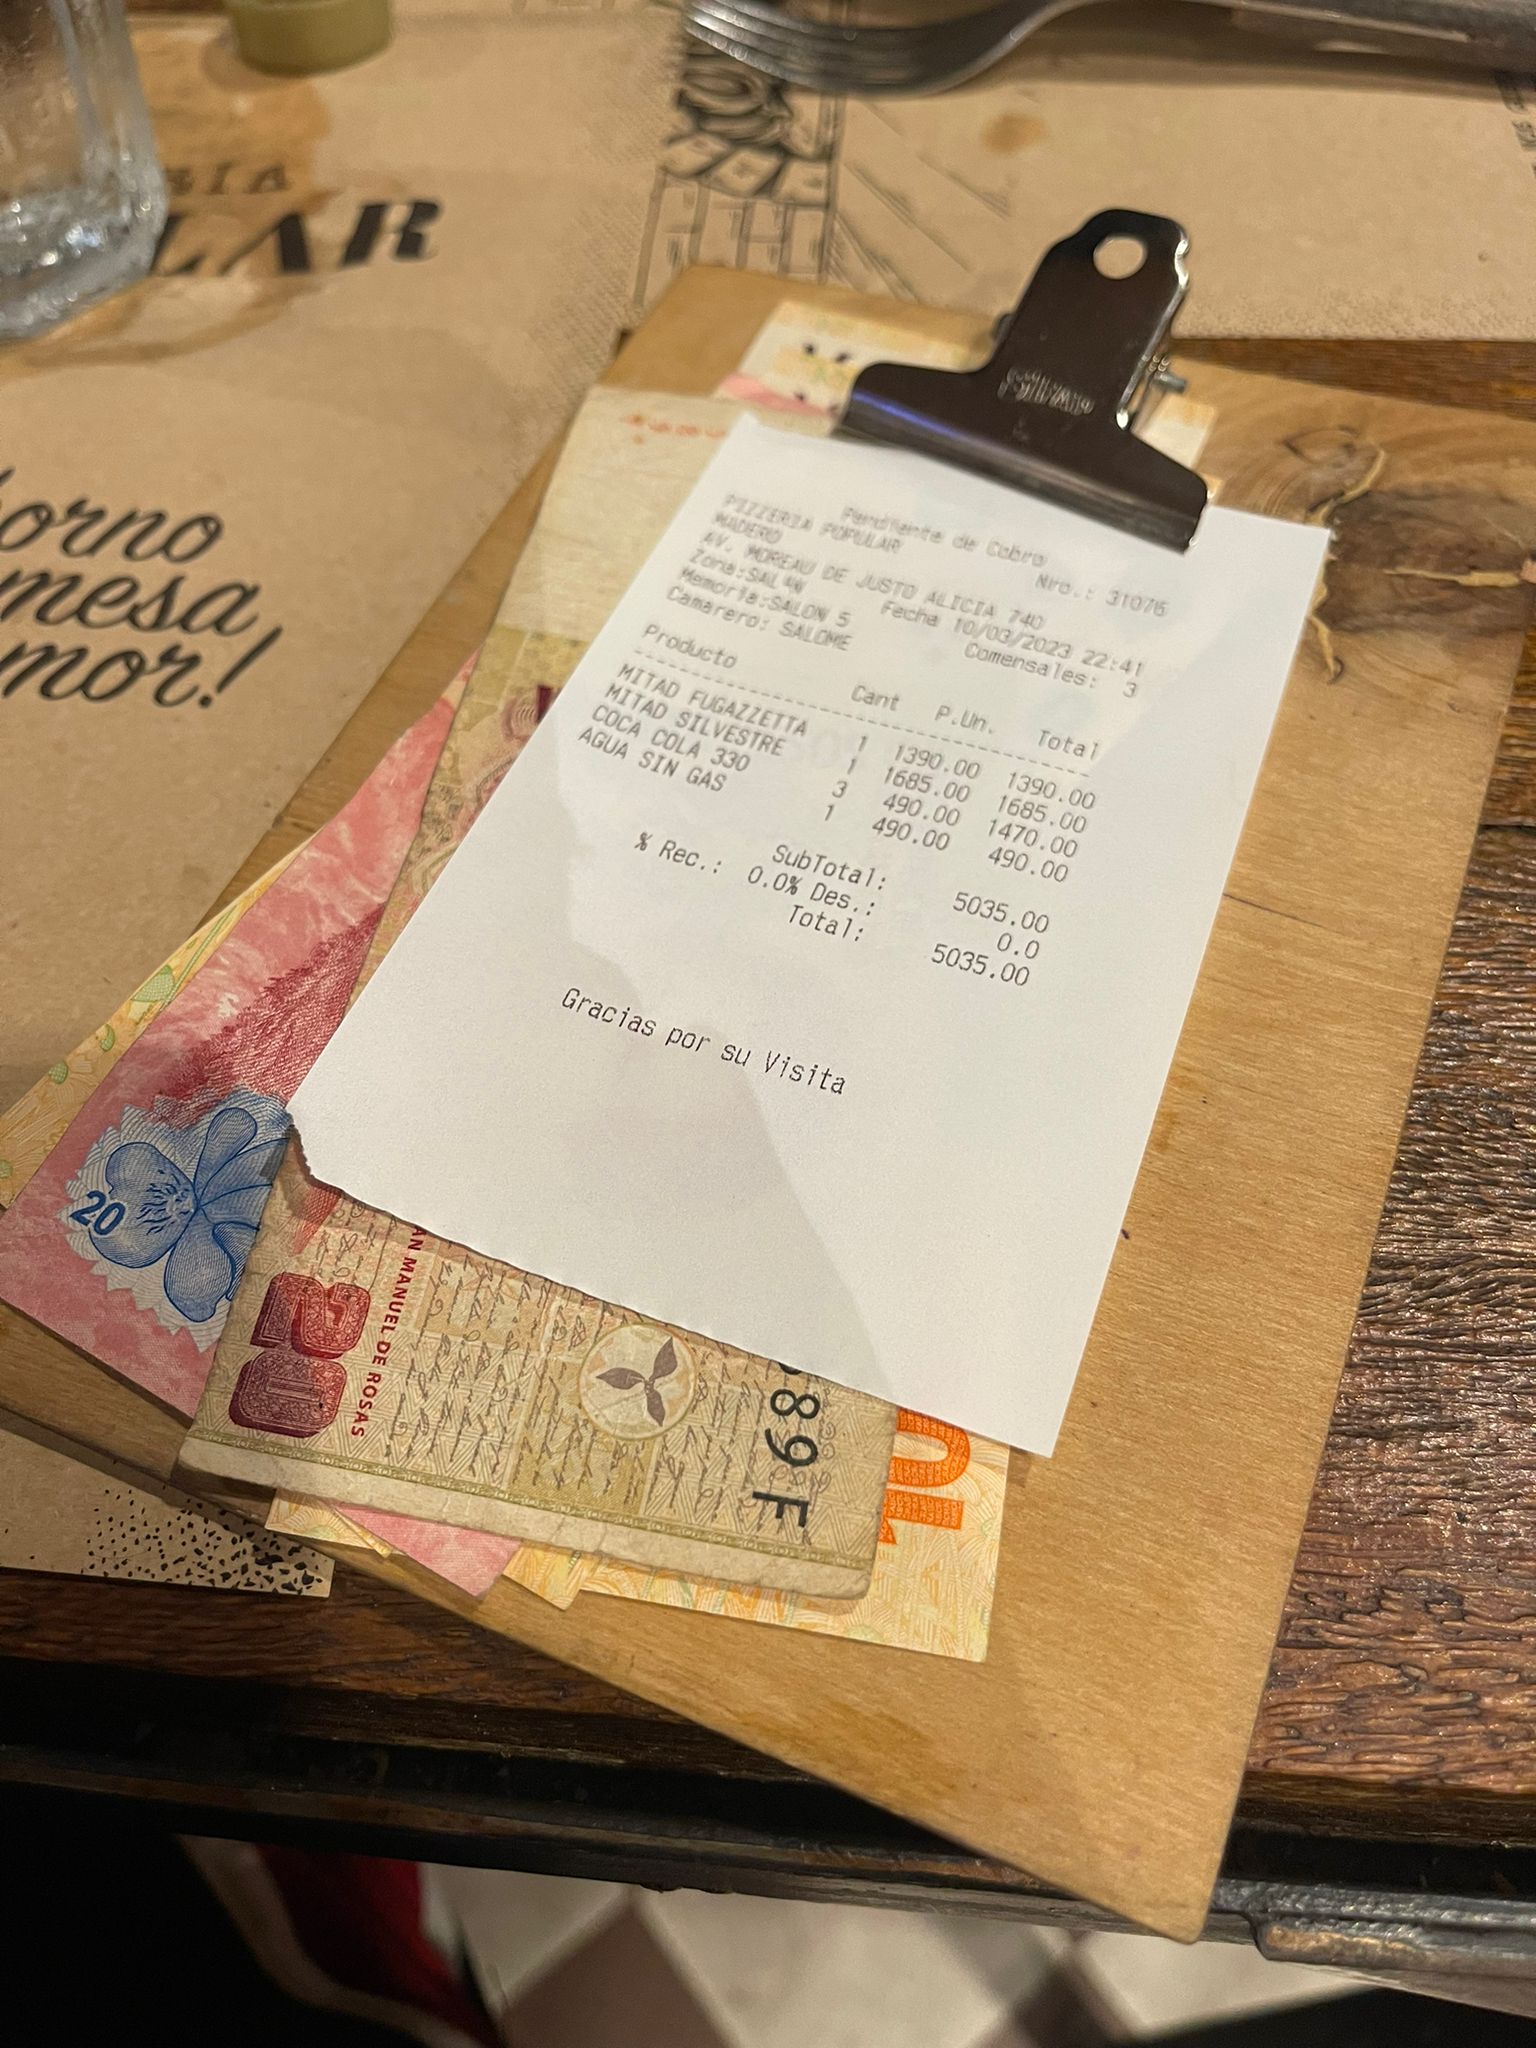 LAR
orno
mesa
mor!
Pendiente de Cobro
PIZZERIA POPULAR Nro.: 31076
MADERO
AV. MOREAU DE JUSTO ALICIA 740
Zona:SALON Fecha 10/03/2023 22:41
Memoria:SALON 5 Comensales: 3
Camarero: SALOME
Producto Cant P.Un. Total
MITAD FUGAZZETTA 1 1390.00 1390.00
MITAD SILVESTRE 1 1685.00 1685.00
COCA COLA 330 3 490.00 1470.00
AGUA SIN GAS 1 490.00 490.00
SubTotal: 5035.00
% Rec.: 0.0% Des.: 0.0
Total: 5035.00
Gracias por su Visita
20
20
AN MANUEL DE ROSAS
89F
10